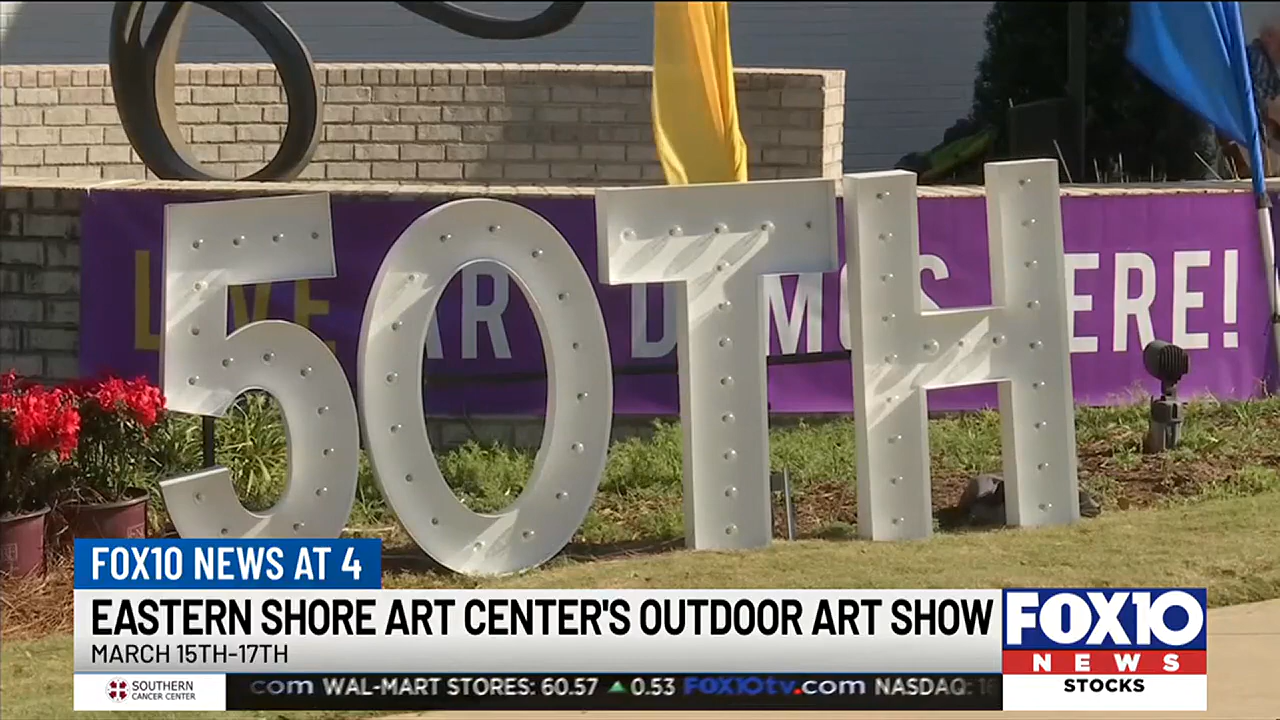 50TH
FOX10 NEWS AT 4
EASTERN SHORE ART CENTER'S OUTDOOR ART SHOW
MARCH 15TH-17TH
FOX10
NEWS
STOCKS
SOUTHERN
CANCER CENTER
com WAL-MART STORES: 60.57 ▲0.53 FOX10tv.com NASDAQ: